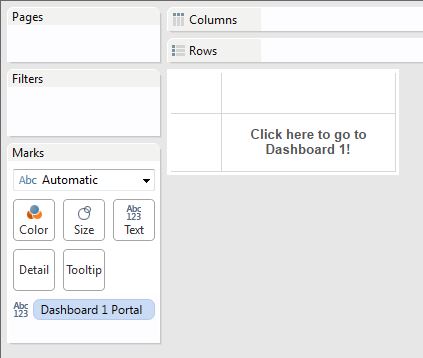 Pages
Columns
Rows
Filters
Click here to go to
Dashboard 1!
Marks
Abc Automatic
Color
Size
Abc
123
Text
Detail
Tooltip
Abc
123
Dashboard 1 Portal